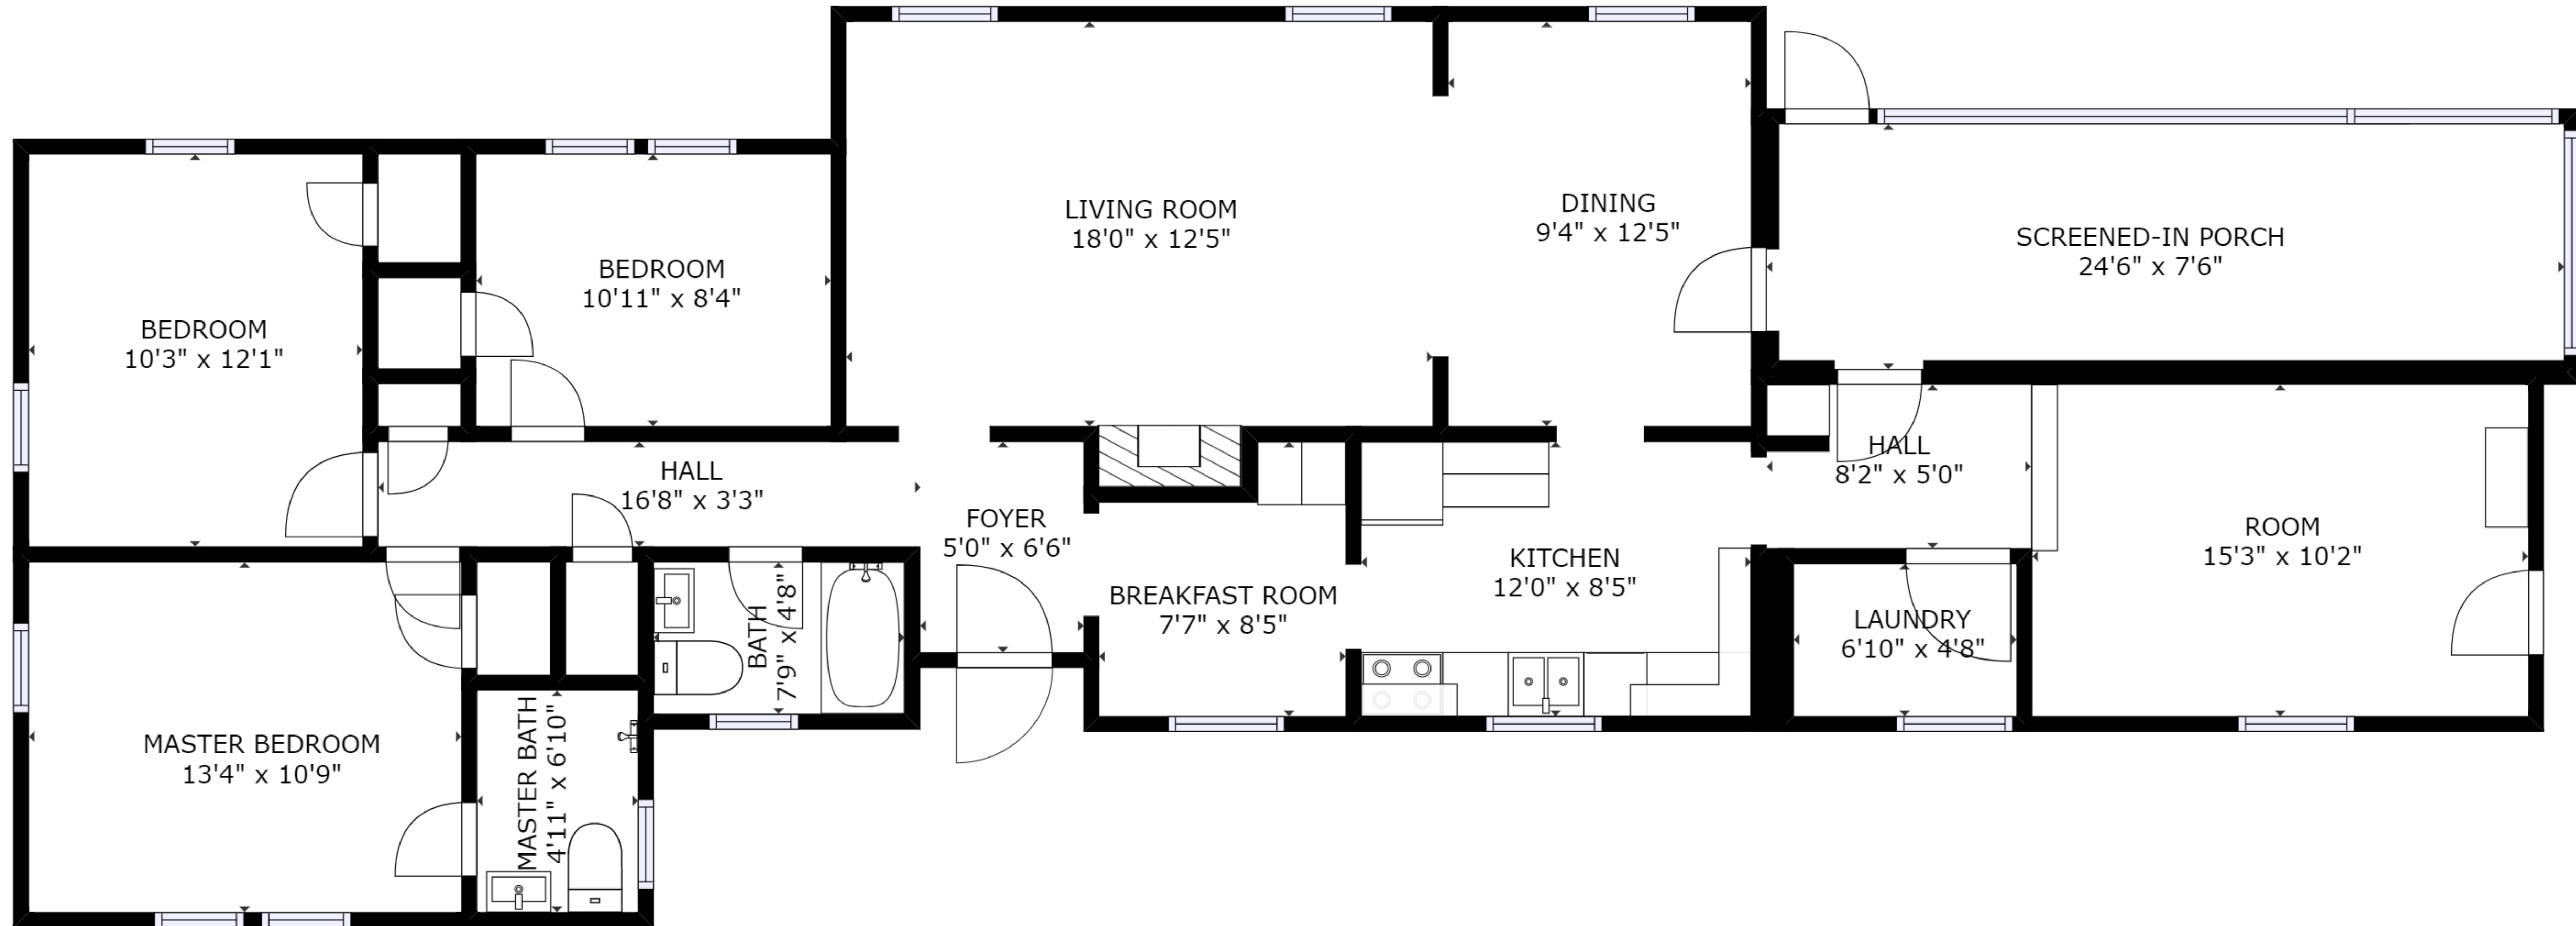 LIVING ROOM
18'0" x 12'5"
DINING
9'4" x 12'5"
SCREENED-IN PORCH
24'6" x 7'6"
BEDROOM
10'11" x 8'4"
BEDROOM
10'3" x 12'1"
HALL
16'8" x 3'3"
HALL
8'2" x 5'0"
FOYER
5'0" x 6'6"
ROOM
15'3" x 10'2"
KITCHEN
12'0" x 8'5"
BREAKFAST ROOM
7'7" x 8'5"
LAUNDRY
6'10" x 4'8"
BATH
7'9" x 4'8"
MASTER BEDROOM
13'4" x 10'9"
MASTER BATH
4'11" x 6'10"